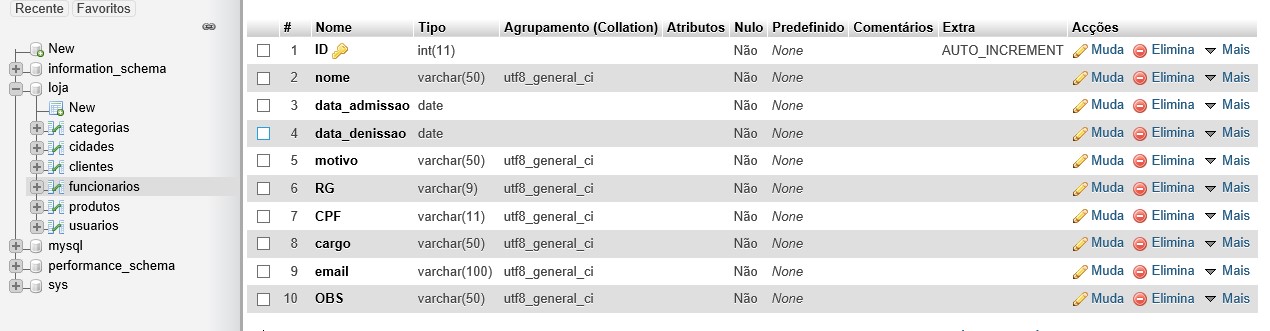 Recente Favoritos
New
information_schema
loja
New
categorias
cidades
clientes
funcionarios
produtos
usuarios
mysql
performance_schema
sys
# Nome Tipo Agrupamento (Collation) Atributos Nulo Predefinido Comentários Extra Acções
1 ID int(11) Não None AUTO_INCREMENT Muda Elimina Mais
2 nome varchar(50) utf8_general_ci Não None Muda Elimina Mais
3 data_admissao date Não None Muda Elimina Mais
4 data_denissao date Não None Muda Elimina Mais
5 motivo varchar(50) utf8_general_ci Não None Muda Elimina Mais
6 RG varchar(9) utf8_general_ci Não None Muda Elimina Mais
7 CPF varchar(11) utf8_general_ci Não None Muda Elimina Mais
8 cargo varchar(50) utf8_general_ci Não None Muda Elimina Mais
9 email varchar(100) utf8_general_ci Não None Muda Elimina Mais
10 OBS varchar(50) utf8_general_ci Não None Muda Elimina Mais